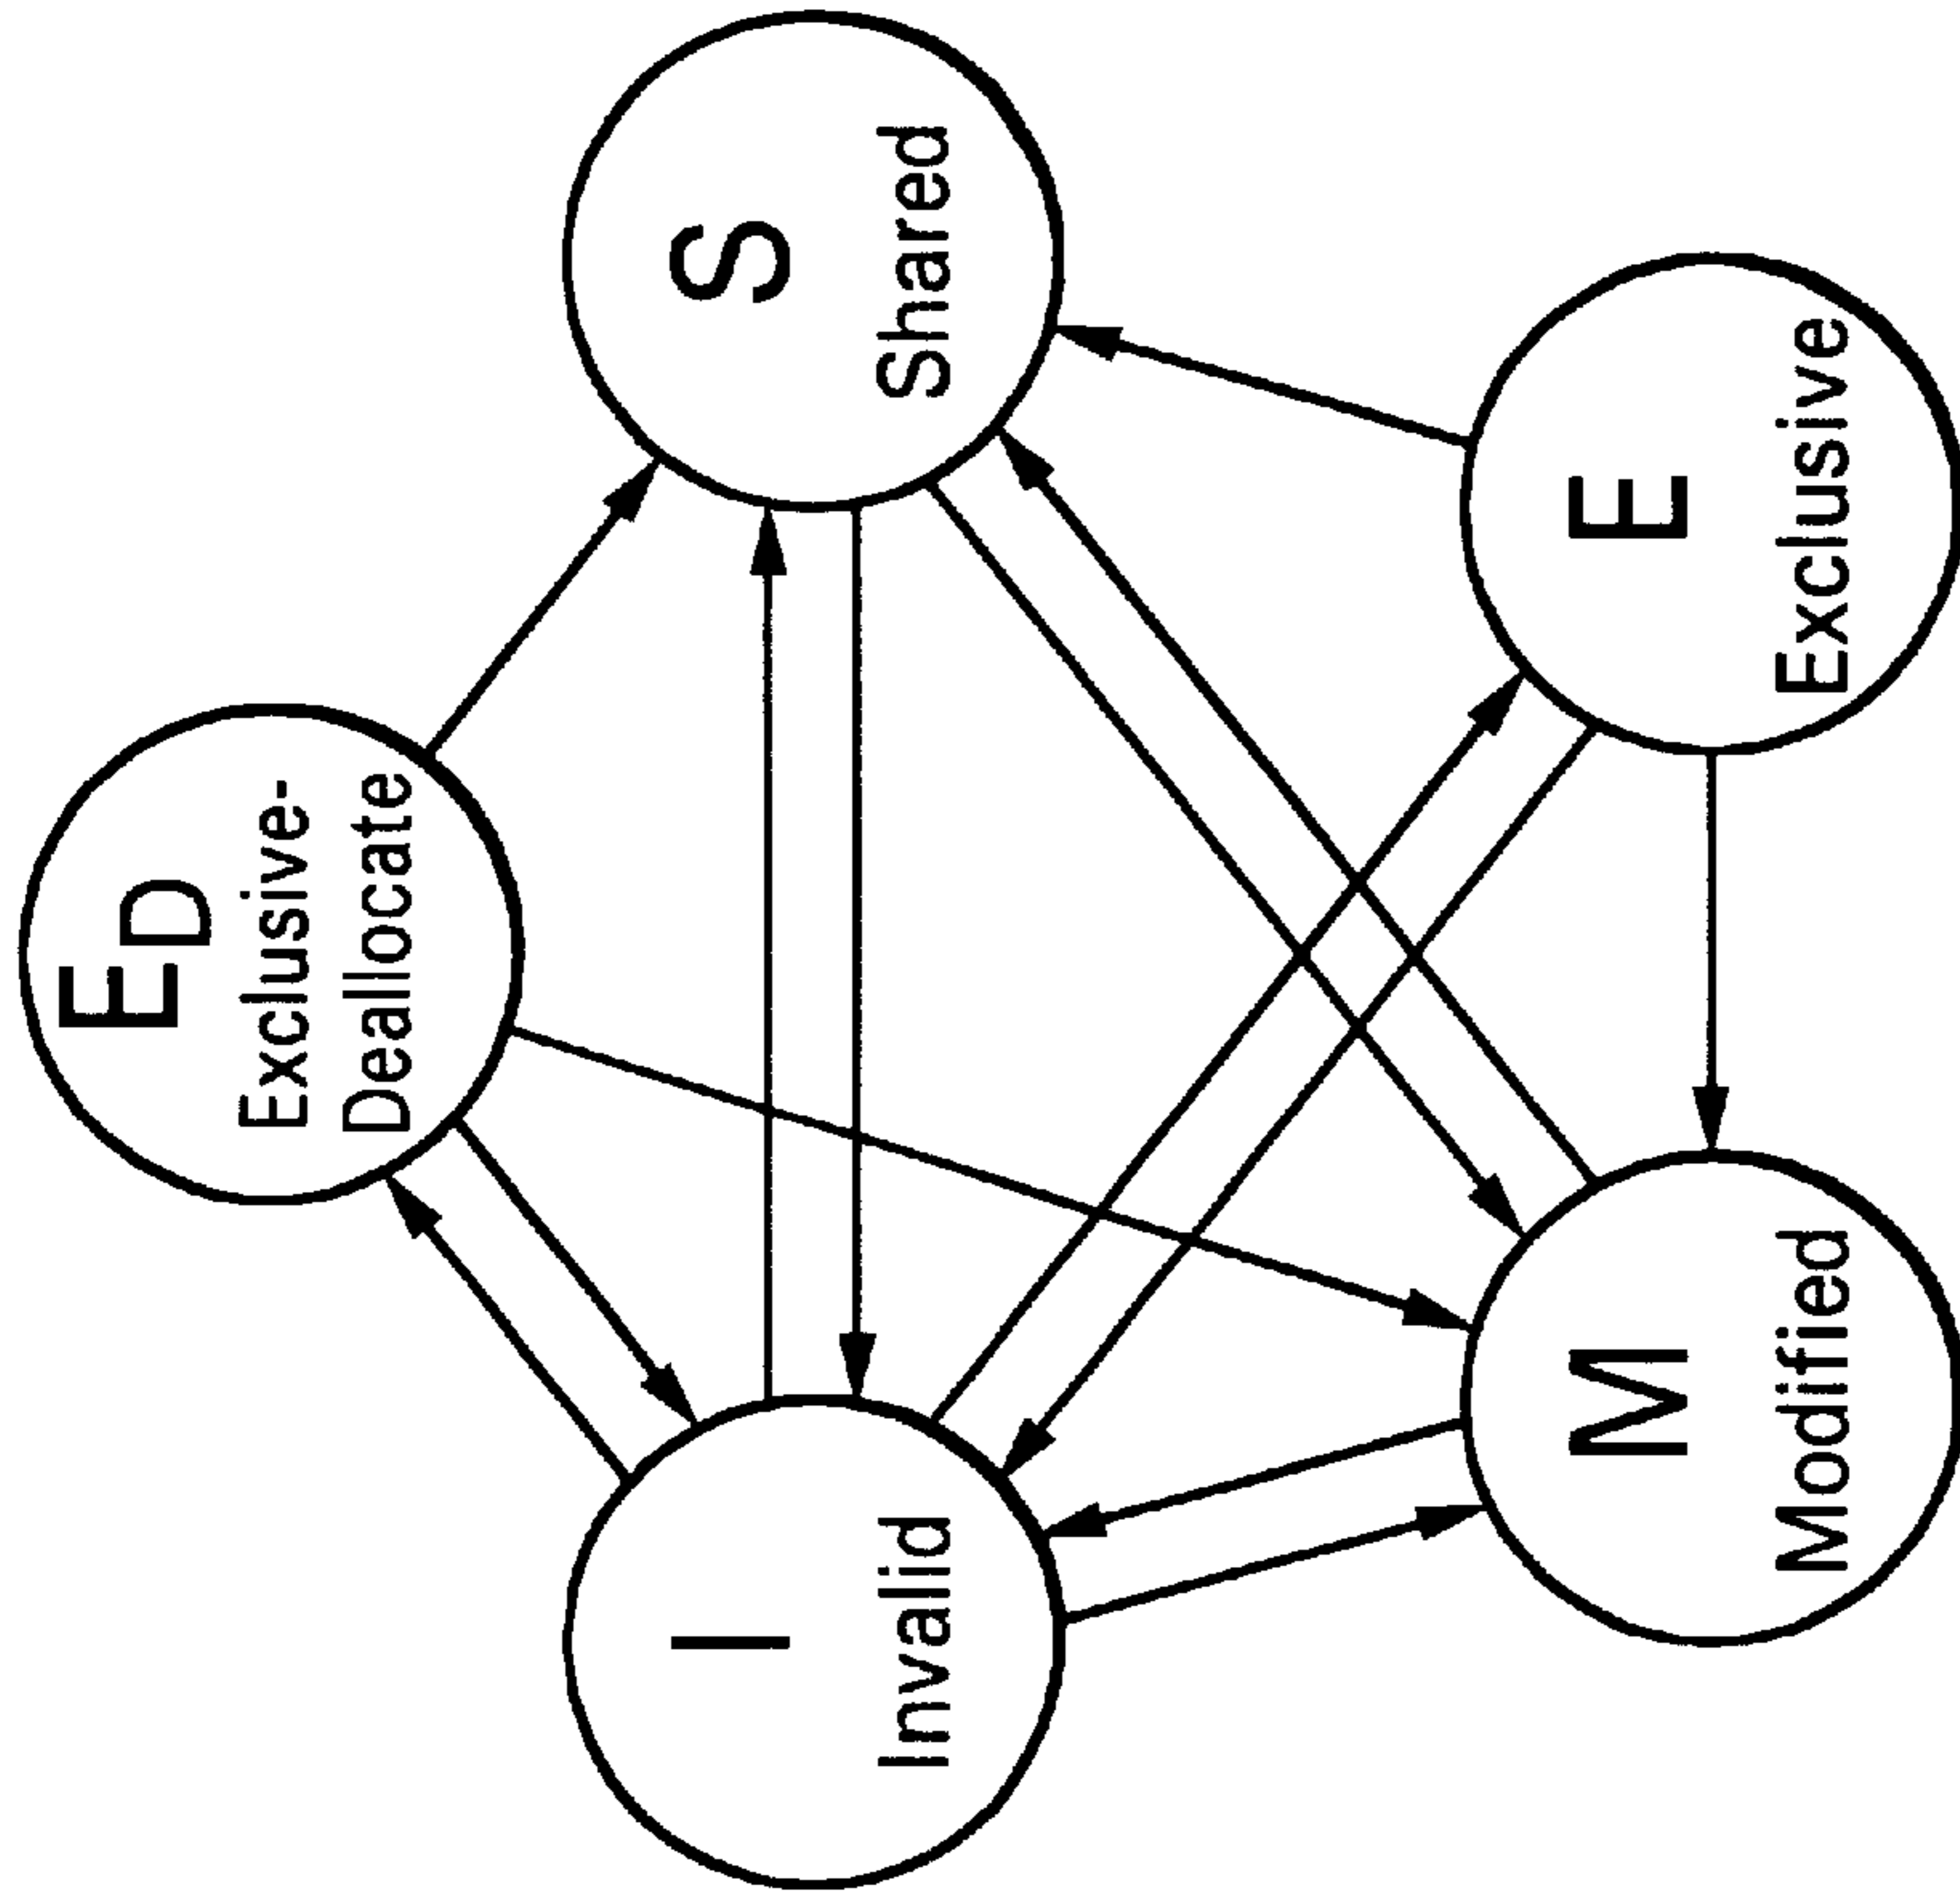 E D
Exclusive-
Deallocate
I
Invalid
S
Shared
M
Modified
E
Exclusive